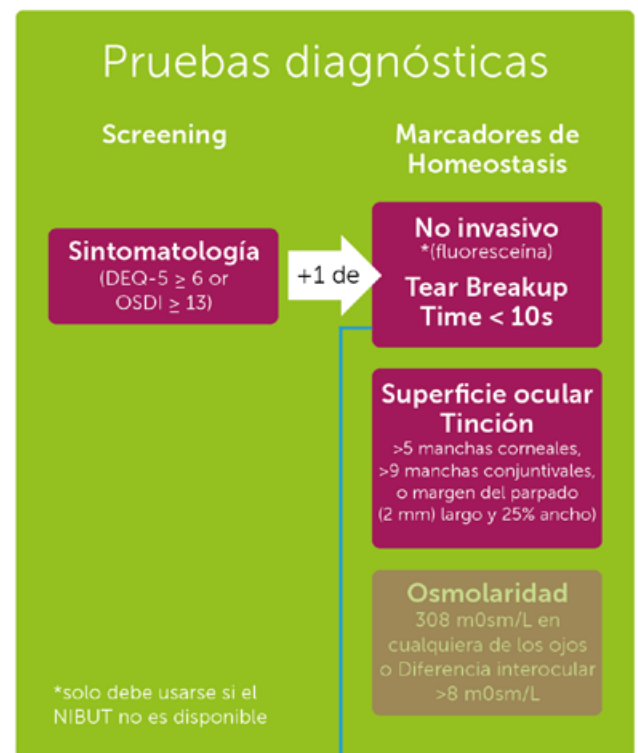 Pruebas diagnósticas
Screening
Sintomatología
(DEQ-5 ≥ 6 or
OSDI ≥ 13)
+1 de
Marcadores de
Homeostasis
No invasivo
*(fluoresceína)
Tear Breakup
Time < 10s
Superficie ocular
Tinción
>5 manchas corneales,
>9 manchas conjuntivales,
o margen del parpado
(2 mm) largo y 25% ancho)
Osmolaridad
308 m0sm/L en
cualquiera de los ojos
o Diferencia interocular
>8 m0sm/L
*solo debe usarse si el
NIBUT no es disponible